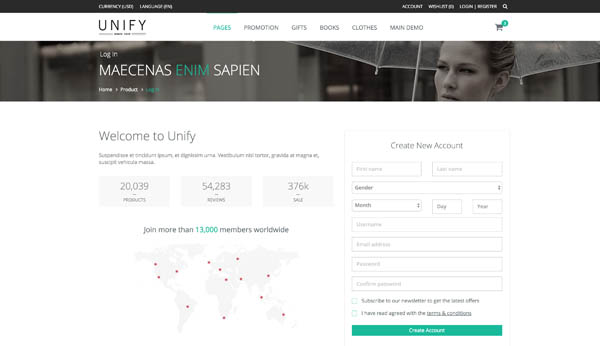 CURRENCY (USD) LANGUAGE (EN) ACCOUNT WISHLIST (0) LOGIN | REGISTER
UNIFY
PAGES PROMOTION GIFTS BOOKS CLOTHES MAIN DEMO
Log In
MAECENAS ENIM SAPIEN
Home > Product > Log In
Welcome to Unify
Suspendisse et tincidunt ipsum, et dignissim urna. Vestibulum nisl tortor, gravida at magna et,
suscipit vehicula massa.
20,039
PRODUCTS
54,283
REVIEWS
376k
SALE
Join more than 13,000 members worldwide
Create New Account
First name Last name
Gender
Month Day Year
Username
Email address
Password
Confirm password
Subscribe to our newsletter to get the latest offers
I have read agreed with the terms & conditions
Create Account